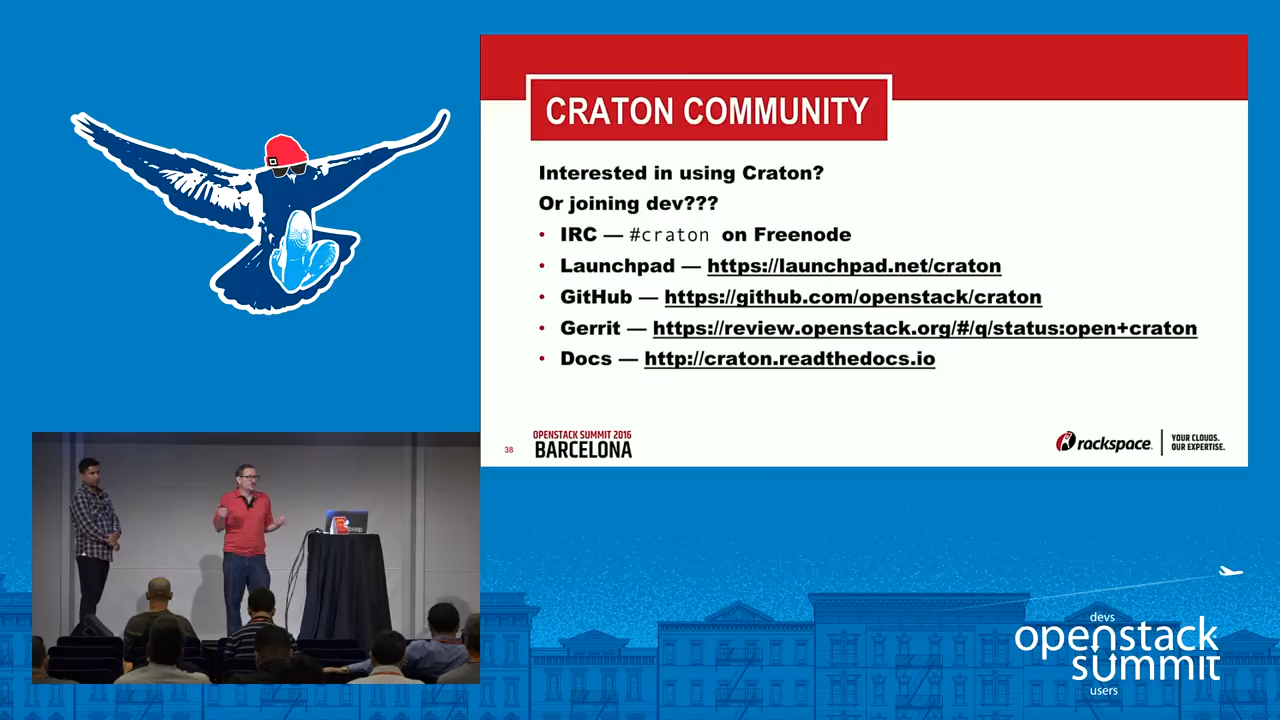 CRATON COMMUNITY
Interested in using Craton?
Or joining dev???
• IRC — #craton on Freenode
• Launchpad — https://launchpad.net/craton
• GitHub — https://github.com/openstack/craton
• Gerrit — https://review.openstack.org/#/q/status:open+craton
• Docs — http://craton.readthedocs.io
38
OPENSTACK SUMMIT 2016
BARCELONA
rackspace.
YOUR CLOUDS.
OUR EXPERTISE.
devs
openstack
summit
users